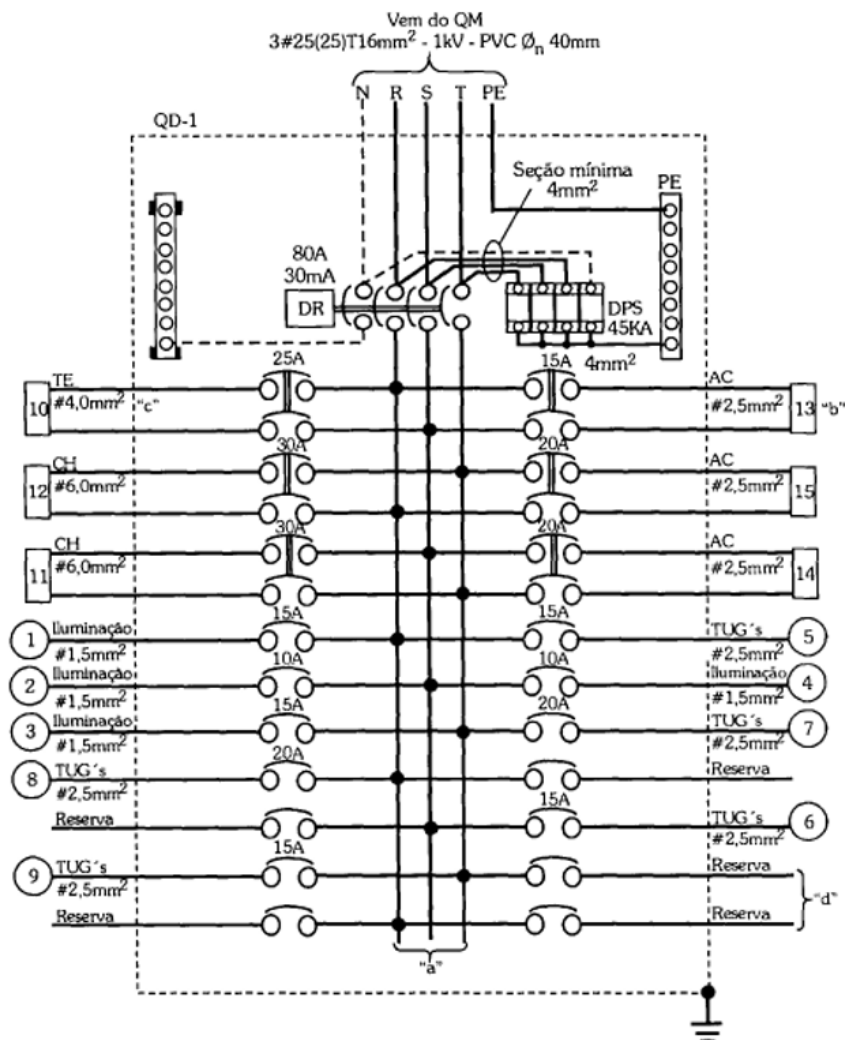 Vem do QM
3#25(25)T16mm² - 1kV - PVC Øn 40mm
N R S T PE
QD-1
Seção mínima
4mm²
PE
80A
30mA
DR
DPS
45KA
4mm²
25A
15A
10
TE
#4,0mm²
"c"
AC
#2,5mm²
13
"b"
30A
20A
12
CH
#6,0mm²
AC
#2,5mm²
15
30A
20A
11
CH
#6,0mm²
AC
#2,5mm²
14
15A
15A
1
Iluminação
#1,5mm²
TUG´s
#2,5mm²
5
10A
10A
2
Iluminação
#1,5mm²
Iluminação
#1,5mm²
4
15A
20A
3
Iluminação
#1,5mm²
TUG´s
#2,5mm²
7
20A
8
TUG´s
#2,5mm²
Reserva
15A
Reserva
TUG´s
#2,5mm²
6
15A
9
TUG´s
#2,5mm²
Reserva
"d"
Reserva
Reserva
"a"